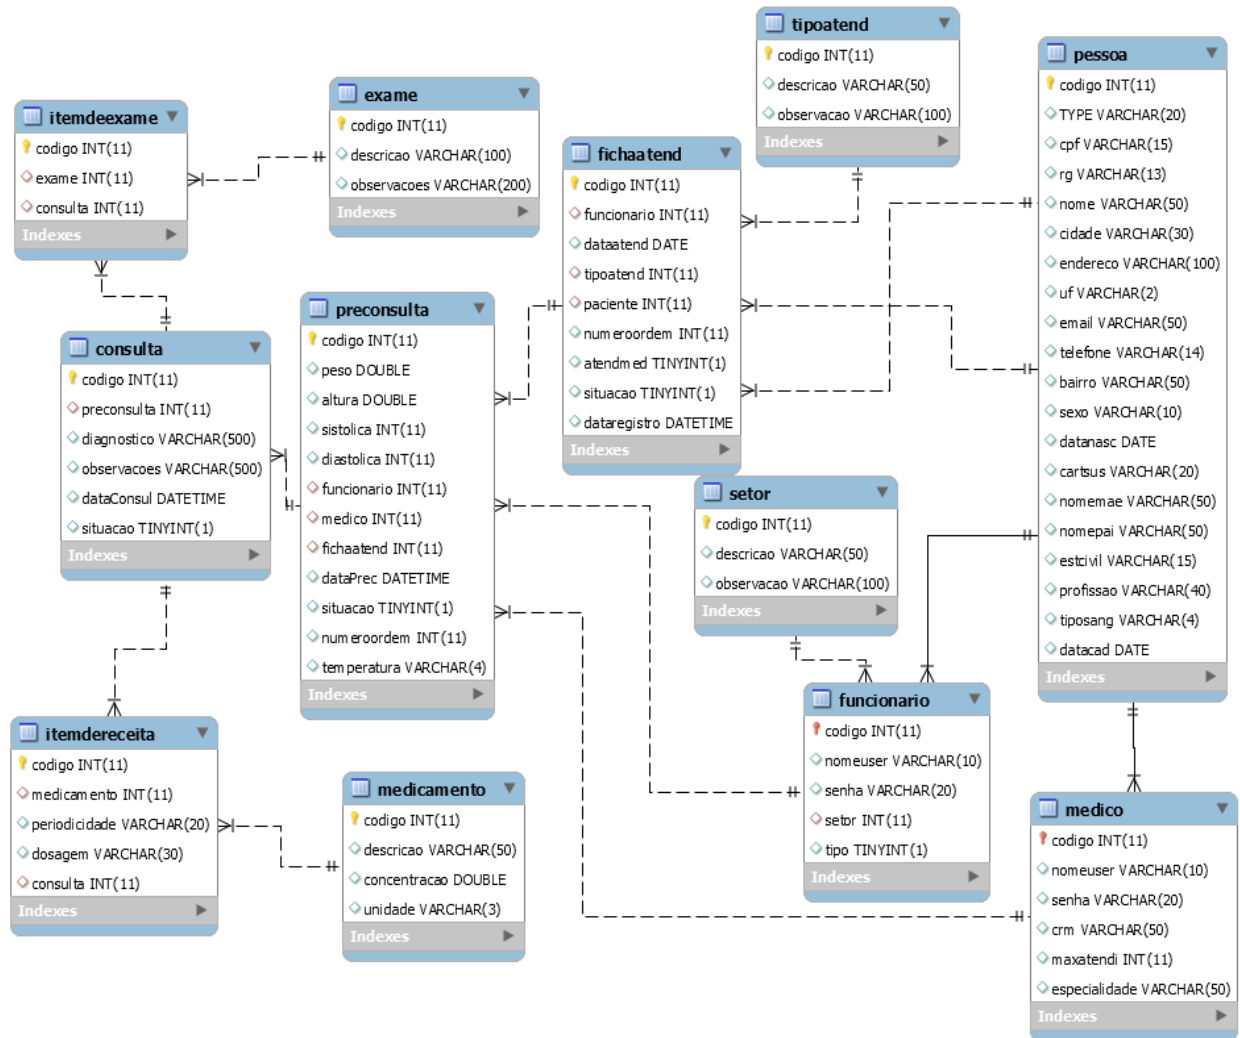 tipoatend
codigo INT(11)
descricao VARCHAR(50)
observacao VARCHAR(100)
Indexes
pessoa
codigo INT(11)
TYPE VARCHAR(20)
cpf VARCHAR(15)
rg VARCHAR(13)
nome VARCHAR(50)
cidade VARCHAR(30)
endereco VARCHAR(100)
uf VARCHAR(2)
email VARCHAR(50)
telefone VARCHAR(14)
bairro VARCHAR(50)
sexo VARCHAR(10)
datanasc DATE
cartsus VARCHAR(20)
nomemae VARCHAR(50)
nomepai VARCHAR(50)
estcivil VARCHAR(15)
profissao VARCHAR(40)
tiposang VARCHAR(4)
datacad DATE
Indexes
exame
codigo INT(11)
descricao VARCHAR(100)
observacoes VARCHAR(200)
Indexes
itemdeexame
codigo INT(11)
exame INT(11)
consulta INT(11)
Indexes
fichaatend
codigo INT(11)
funcionario INT(11)
dataatend DATE
tipoatend INT(11)
paciente INT(11)
numeroordem INT(11)
atendmed TINYINT(1)
situacao TINYINT(1)
dataregistro DATETIME
Indexes
preconsulta
codigo INT(11)
peso DOUBLE
altura DOUBLE
sistolica INT(11)
diastolica INT(11)
funcionario INT(11)
medico INT(11)
fichaatend INT(11)
dataPrec DATETIME
situacao TINYINT(1)
numeroordem INT(11)
temperatura VARCHAR(4)
Indexes
consulta
codigo INT(11)
preconsulta INT(11)
diagnostico VARCHAR(500)
observacoes VARCHAR(500)
dataConsul DATETIME
situacao TINYINT(1)
Indexes
setor
codigo INT(11)
descricao VARCHAR(50)
observacao VARCHAR(100)
Indexes
funcionario
codigo INT(11)
nomeuser VARCHAR(10)
senha VARCHAR(20)
setor INT(11)
tipo TINYINT(1)
Indexes
itemdereceita
codigo INT(11)
medicamento INT(11)
periodicidade VARCHAR(20)
dosagem VARCHAR(30)
consulta INT(11)
Indexes
medicamento
codigo INT(11)
descricao VARCHAR(50)
concentracao DOUBLE
unidade VARCHAR(3)
Indexes
medico
codigo INT(11)
nomeuser VARCHAR(10)
senha VARCHAR(20)
crm VARCHAR(50)
maxatendi INT(11)
especialidade VARCHAR(50)
Indexes